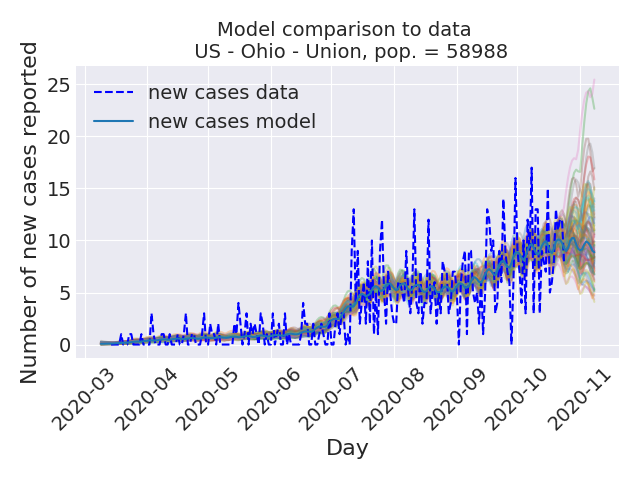 Model comparison to data
US - Ohio - Union, pop. = 58988
Number of new cases reported
25
20
15
10
5
0
new cases data
new cases model
2020-03
2020-04
2020-05
2020-06
2020-07
2020-08
2020-09
2020-10
2020-11
Day